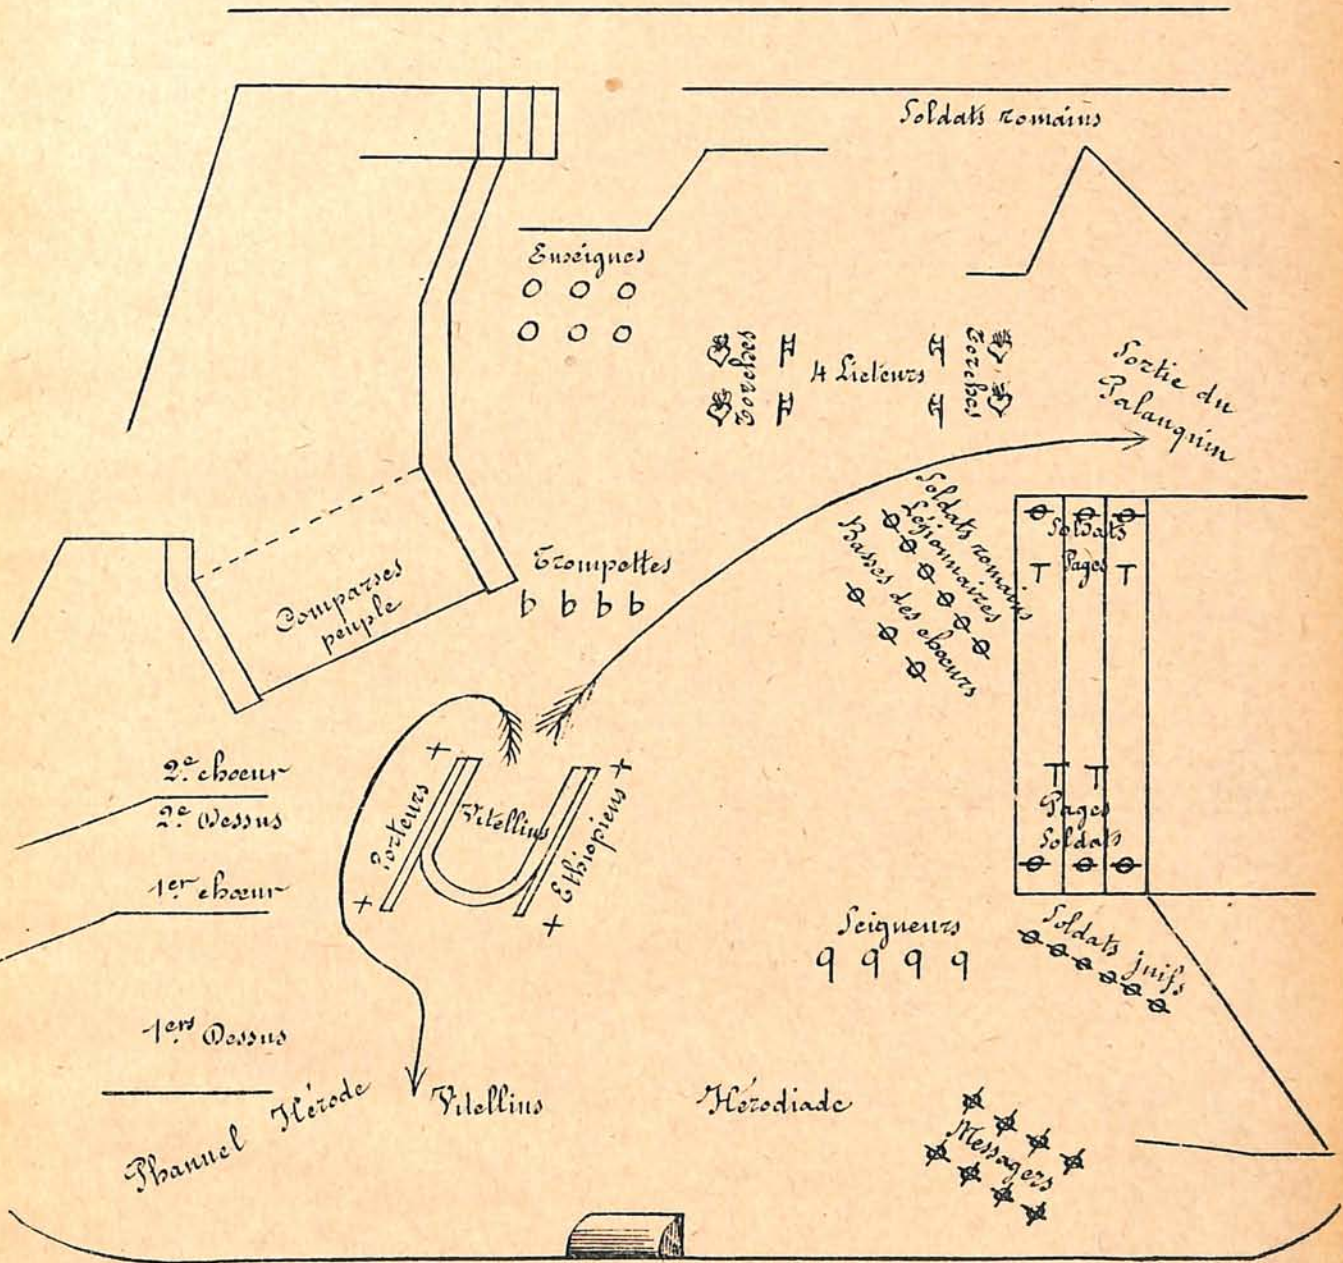 Soldats romains
Enseignes
Torches
4 Licteurs
Torches
Sortie du
Palanquin
Soldats romains
Légionnaires
Basses des choeurs
Soldats
Pages
Trompettes
Comparses
peuple
2e choeur
2e Dessus
1er choeur
Porteurs
Vitellius
Ethiopiens
Pages
Soldats
Seigneurs
Soldats juifs
1ers Dessus
Phanuel Hérode
Vitellius
Hérodiade
Messagers